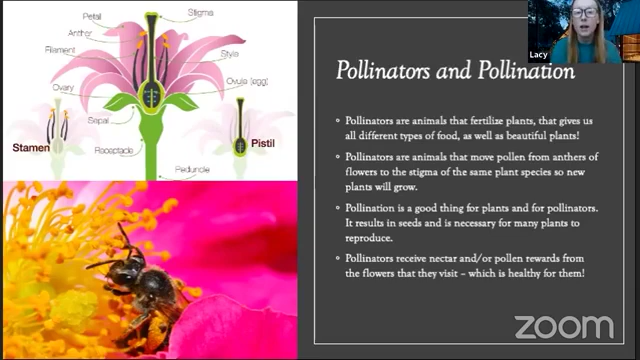 Petal
Stigma
Anther
Filament
Style
Ovary
Ovule (egg)
Sepal
Stamen
Pistil
Receptacle
Peduncle
Lacy
Pollinators and Pollination
Pollinators are animals that fertilize plants, that gives us
all different types of food, as well as beautiful plants!
Pollinators are animals that move pollen from anthers of
flowers to the stigma of the same plant species so new
plants will grow.
Pollination is a good thing for plants and for pollinators.
It results in seeds and is necessary for many plants to
reproduce.
Pollinators receive nectar and/or pollen rewards from
the flowers that they visit – which is healthy for them!
zoom